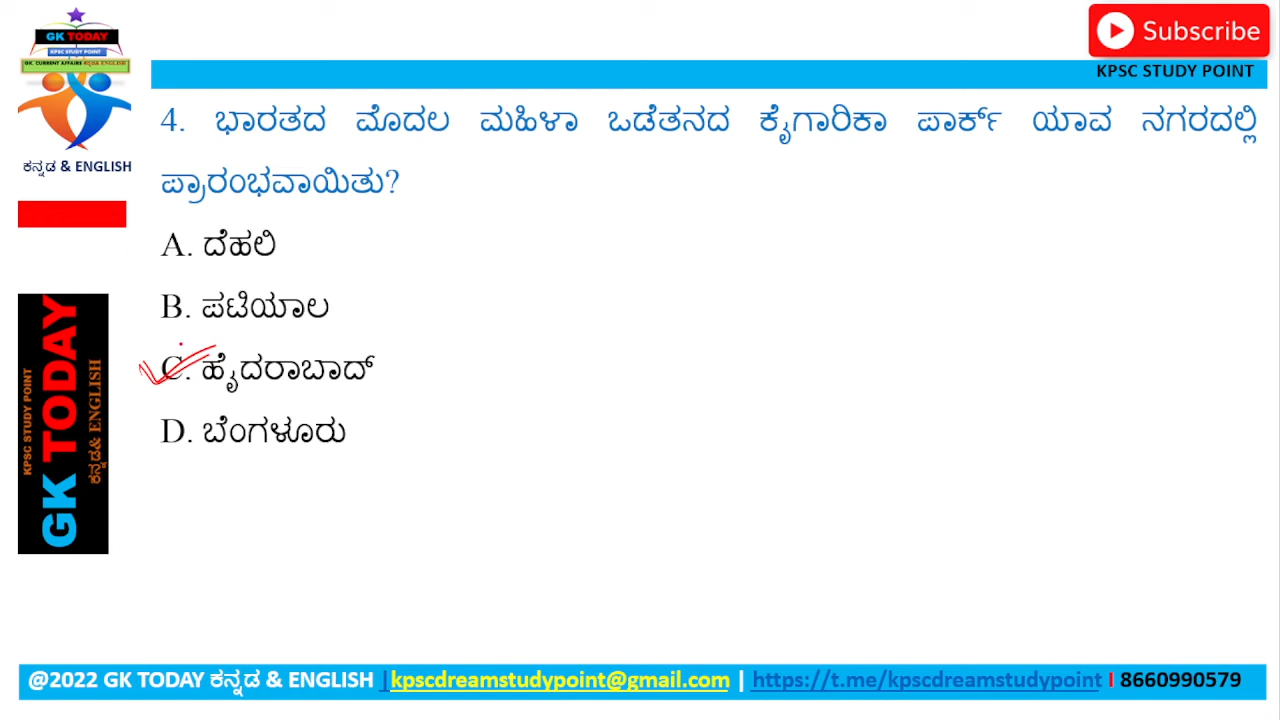 GK TODAY
KPSC STUDY POINT
GK CURRENT AFFAIRS ಕನ್ನಡ ENGLISH
ಕನ್ನಡ & ENGLISH
Subscribe
KPSC STUDY POINT
4. ಭಾರತದ ಮೊದಲ ಮಹಿಳಾ ಒಡೆತನದ ಕೈಗಾರಿಕಾ ಪಾರ್ಕ್ ಯಾವ ನಗರದಲ್ಲಿ
ಪ್ರಾರಂಭವಾಯಿತು?
A. ದೆಹಲಿ
B. ಪಟಿಯಾಲ
C. ಹೈದರಾಬಾದ್
D. ಬೆಂಗಳೂರು
KPSC STUDY POINT
GK TODAY
ಕನ್ನಡ& ENGLISH
@2022 GK TODAY ಕನ್ನಡ & ENGLISH |kpscdreamstudypoint@gmail.com | https://t.me/kpscdreamstudypoint I 8660990579